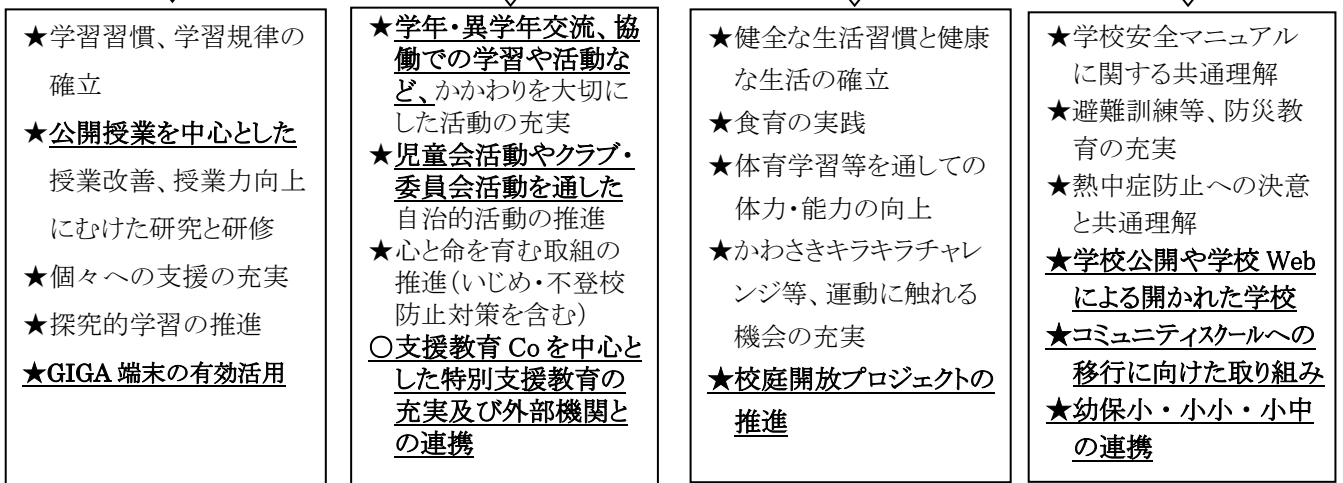 ★学習習慣、学習規律の
確立
★公開授業を中心とした
授業改善、授業力向上
にむけた研究と研修
★個々への支援の充実
★探究的学習の推進
★GIGA 端末の有効活用
★学年・異学年交流、協
働での学習や活動な
ど、かかわりを大切に
した活動の充実
★児童会活動やクラブ・
委員会活動を通した
自治的活動の推進
★心と命を育む取組の
推進(いじめ・不登校
防止対策を含む)
○支援教育 Co を中心と
した特別支援教育の
充実及び外部機関と
の連携
★健全な生活習慣と健康
な生活の確立
★食育の実践
★体育学習等を通しての
体力・能力の向上
★かわさきキラキラチャレ
ンジ等、運動に触れる
機会の充実
★校庭開放プロジェクトの
推進
★学校安全マニュアル
に関する共通理解
★避難訓練等、防災教
育の充実
★熱中症防止への決意
と共通理解
★学校公開や学校 Web
による開かれた学校
★コミュニティスクールへの
移行に向けた取り組み
★幼保小・小小・小中
の連携